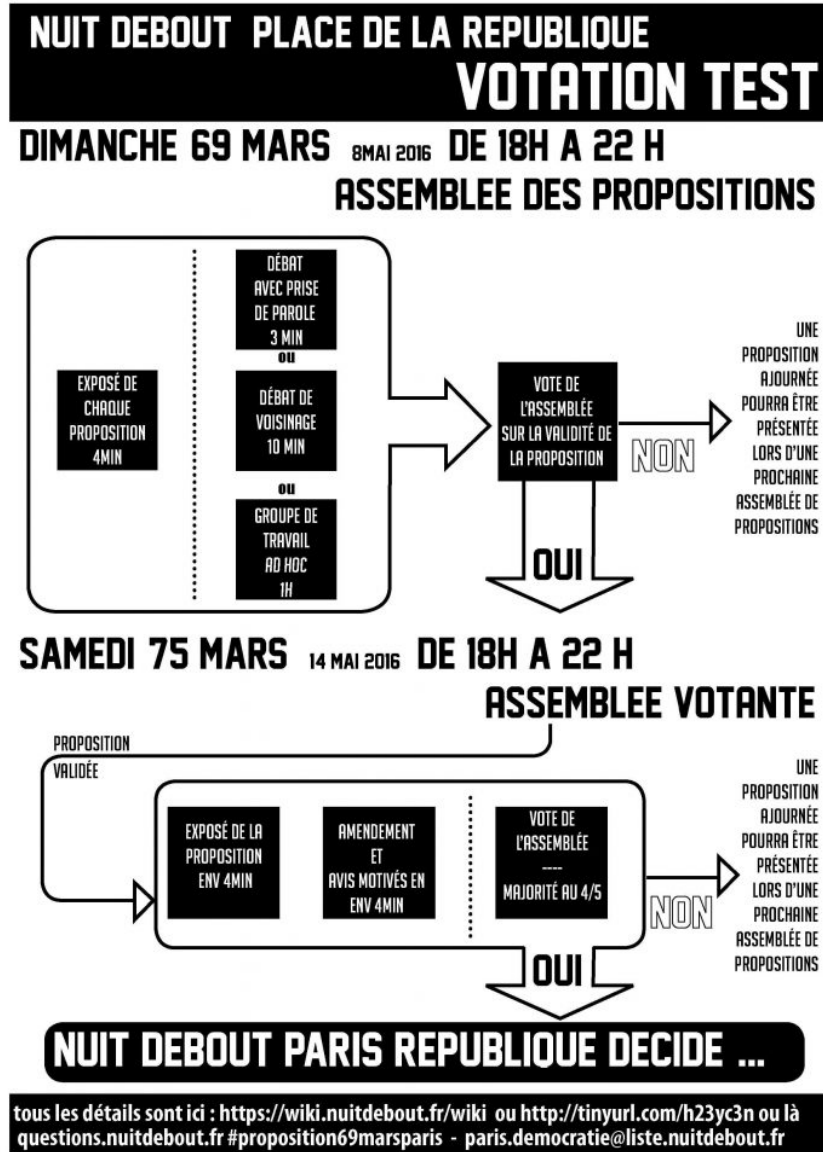 NUIT DEBOUT PLACE DE LA REPUBLIQUE
VOTATION TEST
DIMANCHE 69 MARS 8MAI 2016 DE 18H A 22 H
ASSEMBLEE DES PROPOSITIONS
EXPOSÉ DE
CHAQUE
PROPOSITION
4MIN
DÉBAT
AVEC PRISE
DE PAROLE
3 MIN
ou
DÉBAT DE
VOISINAGE
10 MIN
ou
GROUPE DE
TRAVAIL
AD HOC
1H
VOTE DE
L'ASSEMBLÉE
SUR LA VALIDITÉ DE
LA PROPOSITION
NON
UNE
PROPOSITION
AJOURNÉE
POURRA ÊTRE
PRÉSENTÉE
LORS D'UNE
PROCHAINE
ASSEMBLÉE DE
PROPOSITIONS
OUI
SAMEDI 75 MARS 14 MAI 2016 DE 18H A 22 H
ASSEMBLEE VOTANTE
PROPOSITION
VALIDÉE
EXPOSÉ DE LA
PROPOSITION
ENV 4MIN
AMENDEMENT
ET
AVIS MOTIVÉS EN
ENV 4MIN
VOTE DE
L'ASSEMBLÉE
----
MAJORITÉ AU 4/5
NON
UNE
PROPOSITION
AJOURNÉE
POURRA ÊTRE
PRÉSENTÉE
LORS D'UNE
PROCHAINE
ASSEMBLÉE DE
PROPOSITIONS
OUI
NUIT DEBOUT PARIS REPUBLIQUE DECIDE ...
tous les détails sont ici : https://wiki.nuitdebout.fr/wiki ou http://tinyurl.com/h23yc3n ou là
questions.nuitdebout.fr #proposition69marsparis - paris.democratie@liste.nuitdebout.fr